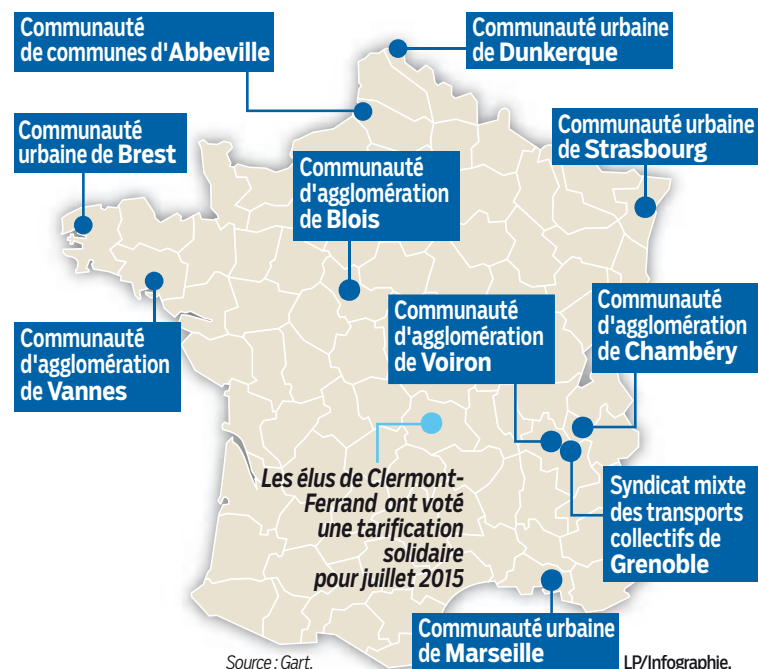 Communauté
de communes d'Abbeville
Communauté urbaine
de Dunkerque
Communauté
urbaine de Brest
Communauté urbaine
de Strasbourg
Communauté
d'agglomération
de Blois
Communauté
d'agglomération
de Vannes
Communauté
d'agglomération
de Voiron
Communauté
d'agglomération
de Chambéry
Les élus de Clermont-
Ferrand ont voté
une tarification
solidaire
pour juillet 2015
Syndicat mixte
des transports
collectifs de
Grenoble
Communauté urbaine
de Marseille
Source : Gart.
LP/Infographie.